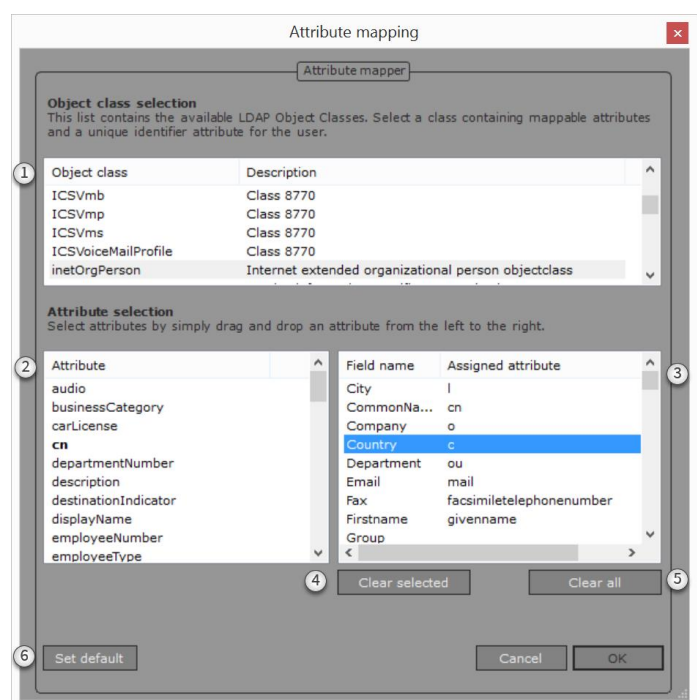 Attribute mapping
Attribute mapper
Object class selection
This list contains the available LDAP Object Classes. Select a class containing mappable attributes
and a unique identifier attribute for the user.
1
Object class Description
ICSVmb Class 8770
ICSVmp Class 8770
ICSVms Class 8770
ICSVoiceMailProfile Class 8770
inetOrgPerson Internet extended organizational person objectclass
Attribute selection
Select attributes by simply drag and drop an attribute from the left to the right.
2
Attribute
audio
businessCategory
carLicense
cn
departmentNumber
description
destinationIndicator
displayName
employeeNumber
employeeType
3
Field name Assigned attribute
City l
CommonNa... cn
Company o
Country c
Department ou
Email mail
Fax facsimiletelephonenumber
Firstname givenname
Group
4
Clear selected
Clear all
5
6
Set default
Cancel
OK